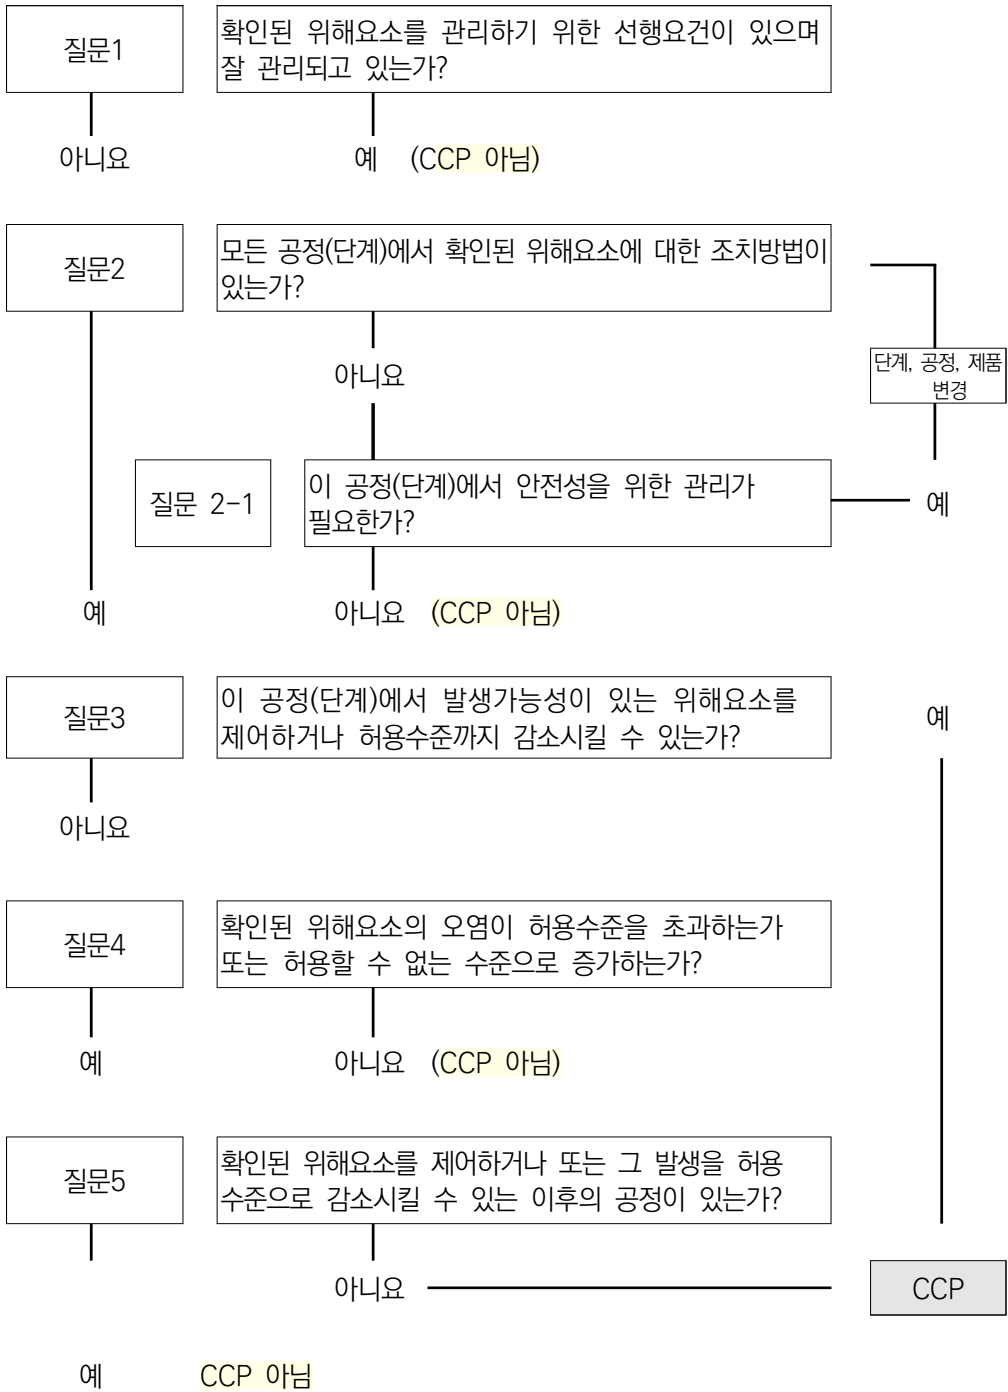 질문1
확인된 위해요소를 관리하기 위한 선행요건이 있으며
잘 관리되고 있는가?
아니요
예 (CCP 아님)
질문2
모든 공정(단계)에서 확인된 위해요소에 대한 조치방법이
있는가?
단계, 공정, 제품
변경
아니요
질문 2-1
이 공정(단계)에서 안전성을 위한 관리가
필요한가?
예
예
아니요 (CCP 아님)
질문3
이 공정(단계)에서 발생가능성이 있는 위해요소를
제어하거나 허용수준까지 감소시킬 수 있는가?
예
아니요
질문4
확인된 위해요소의 오염이 허용수준을 초과하는가
또는 허용할 수 없는 수준으로 증가하는가?
예
아니요 (CCP 아님)
질문5
확인된 위해요소를 제어하거나 또는 그 발생을 허용
수준으로 감소시킬 수 있는 이후의 공정이 있는가?
아니요
CCP
예 CCP 아님